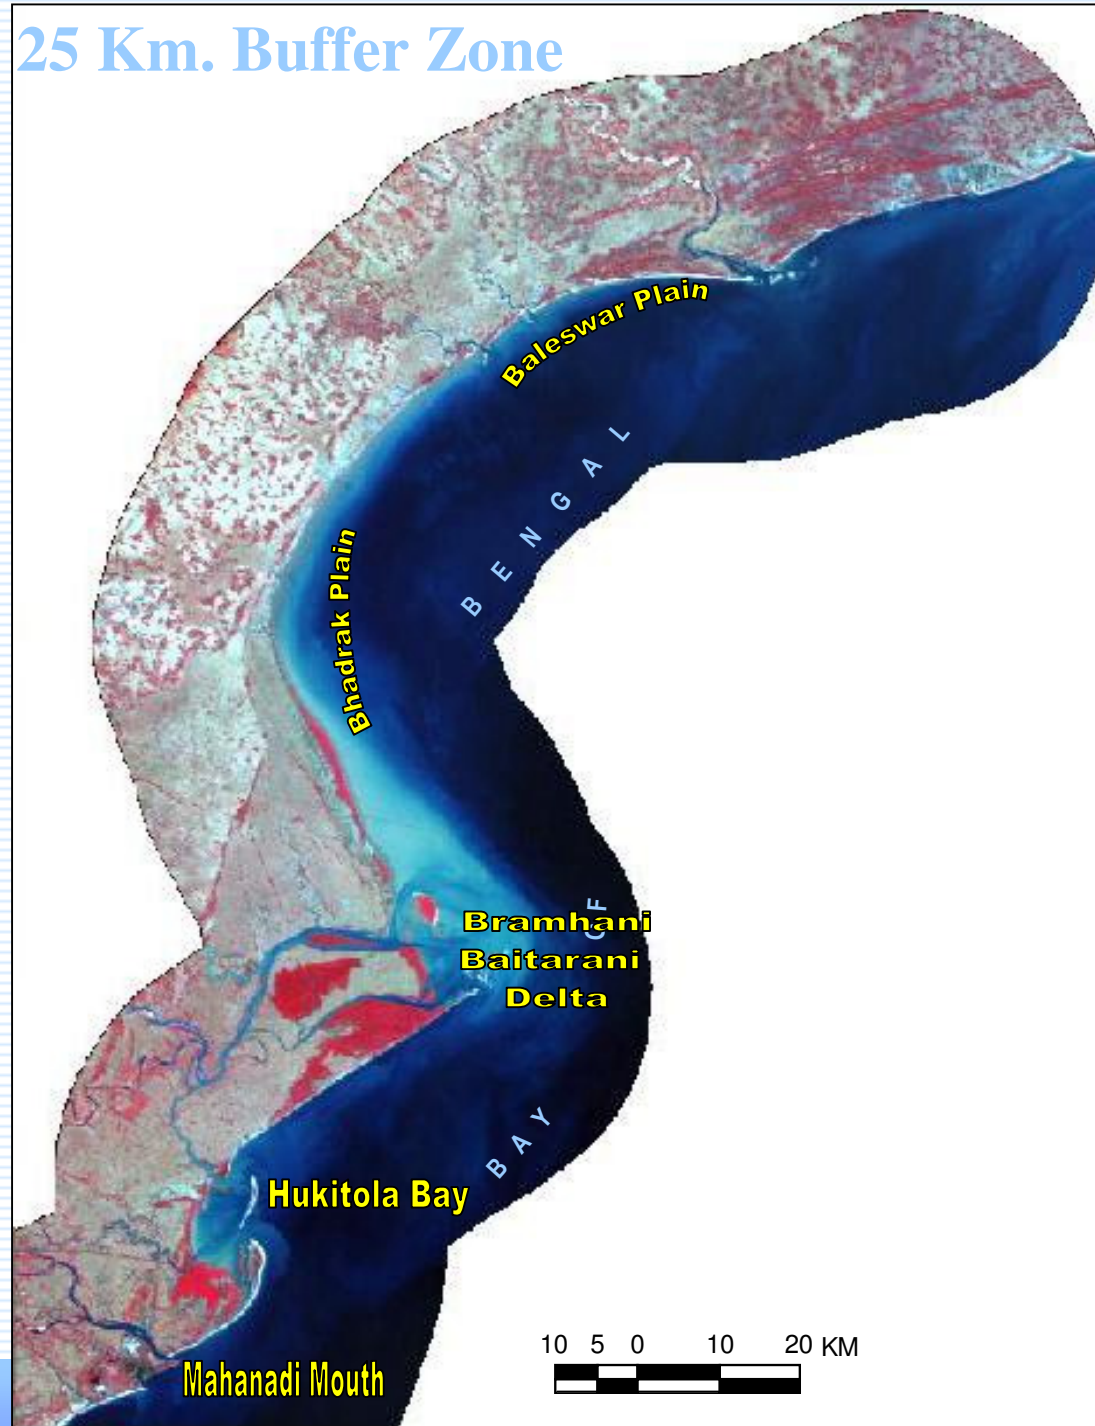 25 Km. Buffer Zone
Baleswar Plain
BENGAL
Bhadrak Plain
OF
Bramhani
Baitarani
Delta
BAY
Hukitola Bay
10 5 0 10 20 KM
Mahanadi Mouth